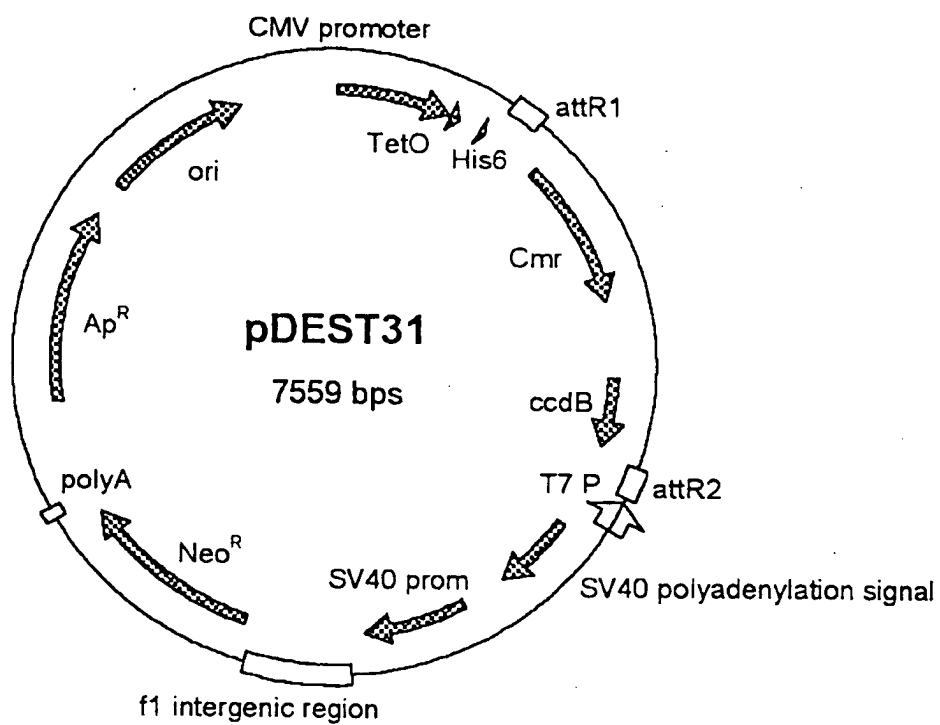 CMV promoter
attR1
TetO
His6
ori
Cmr
Ap^R
pDEST31
7559 bps
ccdB
T7 P
attR2
polyA
Neo^R
SV40 prom
SV40 polyadenylation signal
f1 intergenic region